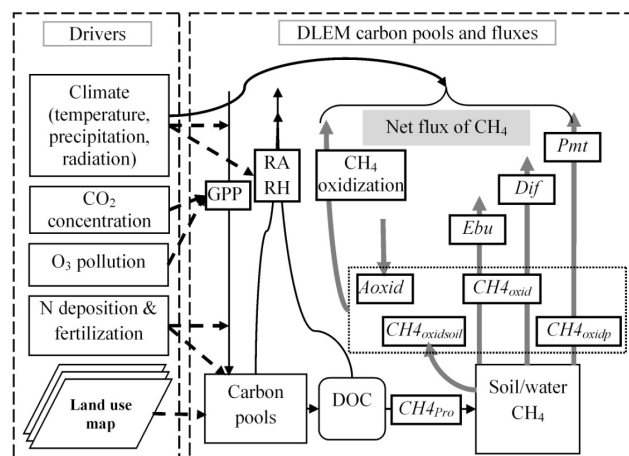 Drivers
DLEM carbon pools and fluxes
Climate
(temperature,
precipitation,
radiation)
CO₂
concentration
O₃ pollution
N deposition &
fertilization
Land use
map
GPP
RA
RH
CH₄
oxidization
Net flux of CH₄
Pmt
Dif
Ebu
Aoxid
CH4oxid
CH4oxidsoil
CH4oxidp
Carbon
pools
DOC
CH4Pro
Soil/water
CH₄